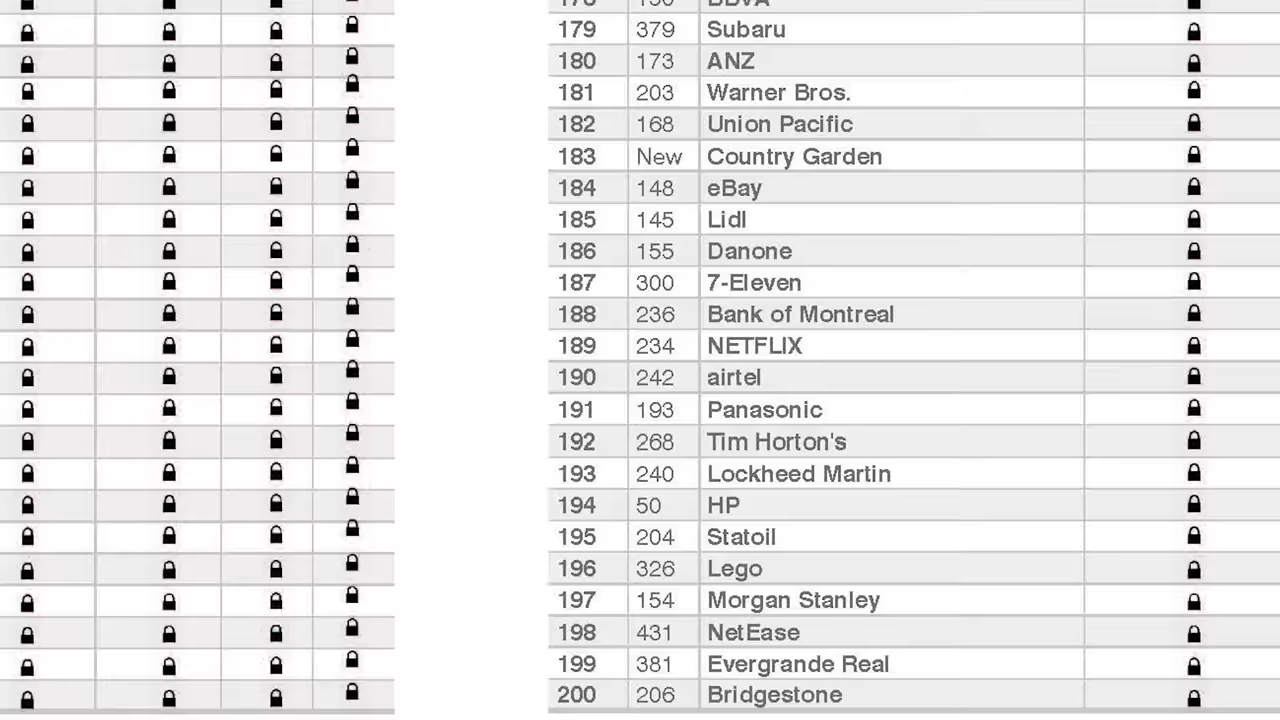 179 379 Subaru
180 173 ANZ
181 203 Warner Bros.
182 168 Union Pacific
183 New Country Garden
184 148 eBay
185 145 Lidl
186 155 Danone
187 300 7-Eleven
188 236 Bank of Montreal
189 234 NETFLIX
190 242 airtel
191 193 Panasonic
192 268 Tim Horton's
193 240 Lockheed Martin
194 50 HP
195 204 Statoil
196 326 Lego
197 154 Morgan Stanley
198 431 NetEase
199 381 Evergrande Real
200 206 Bridgestone